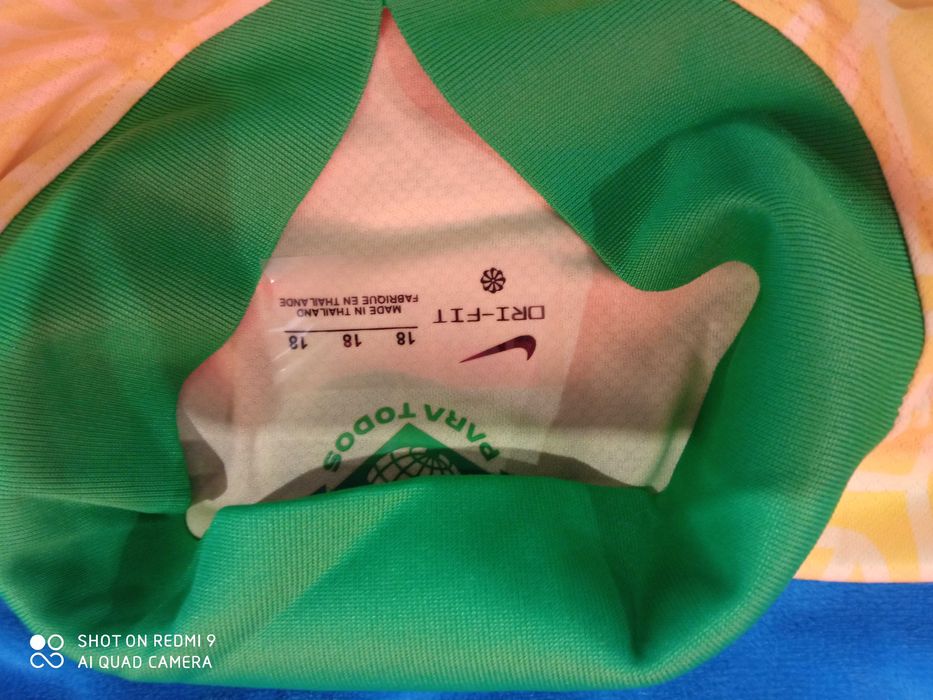 PARA TODOS
18 18 18
MADE IN THAILAND
FABRIQUE EN THAILANDE
DRI-FIT
SHOT ON REDMI 9
AI QUAD CAMERA